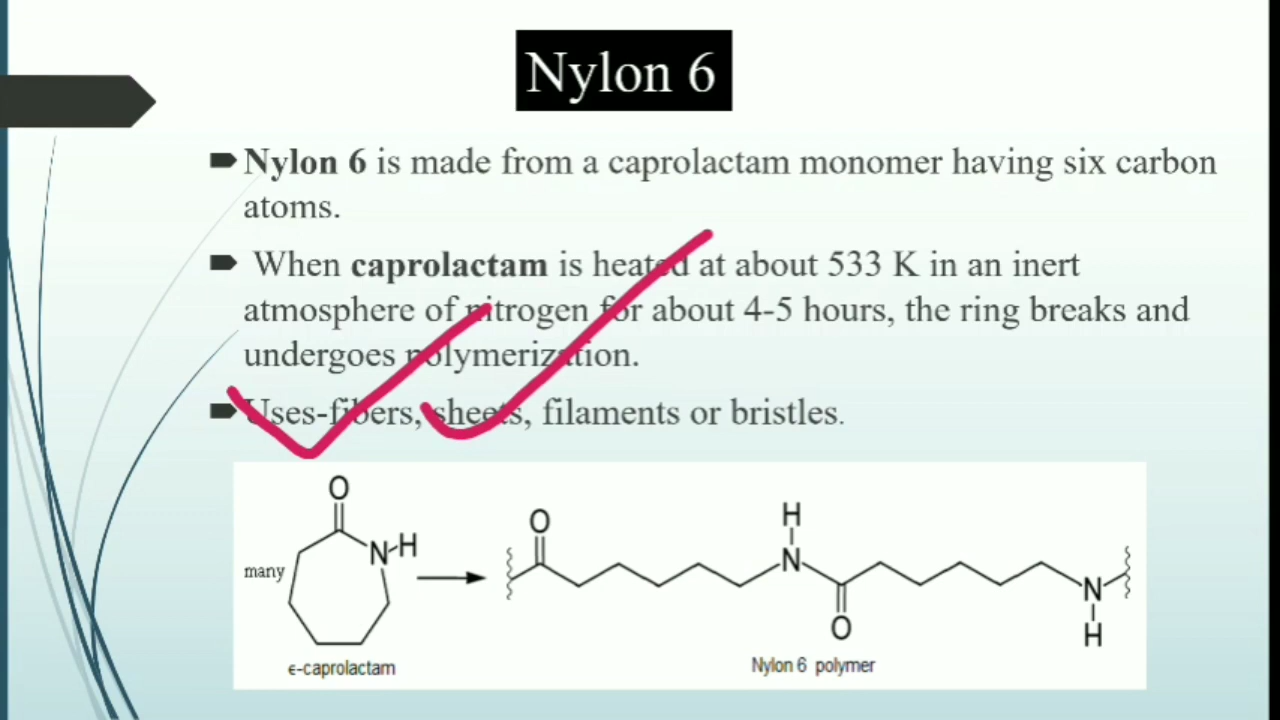 Nylon 6
Nylon 6 is made from a caprolactam monomer having six carbon
atoms.
When caprolactam is heated at about 533 K in an inert
atmosphere of nitrogen for about 4-5 hours, the ring breaks and
undergoes polymerization.
Uses-fibers, sheets, filaments or bristles.
O
N-H
many
ϵ-caprolactam
O
H
N
O
N
H
Nylon 6 polymer